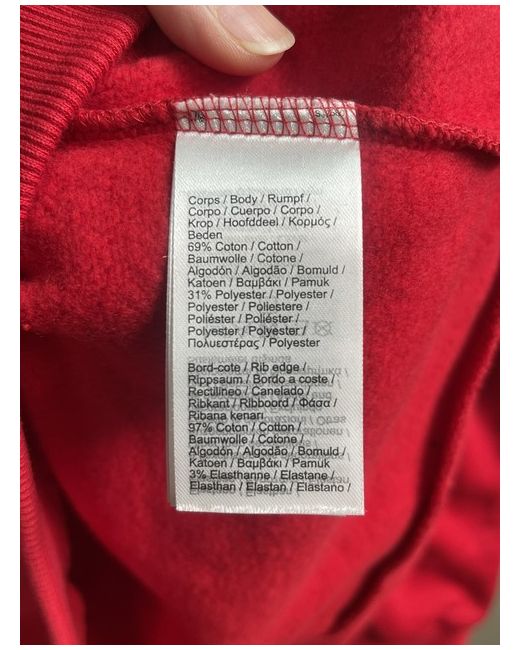 Corps / Body / Rumpf /
Corpo / Cuerpo / Corpo /
Krop / Hoofddeel / Κορμός /
Beden
69% Coton / Cotton /
Baumwolle / Cotone /
Algodón / Algodão / Bomuld /
Katoen / Βαμβάκι / Pamuk
31% Polyester / Polyester /
Polyester / Poliestere /
Poliéster / Poliéster /
Polyester / Polyester /
Πολυεστέρας / Polyester
Bord-cote / Rib edge /
Rippsaum / Bordo a coste /
Rectilíneo / Canelado /
Ribkant / Ribboord / Φάσα /
Ribana kenarı
97% Coton / Cotton /
Baumwolle / Cotone /
Algodón / Algodão / Bomuld /
Katoen / Βαμβάκι / Pamuk
3% Elasthanne / Elastane /
Elasthan / Elastan / Elastano /